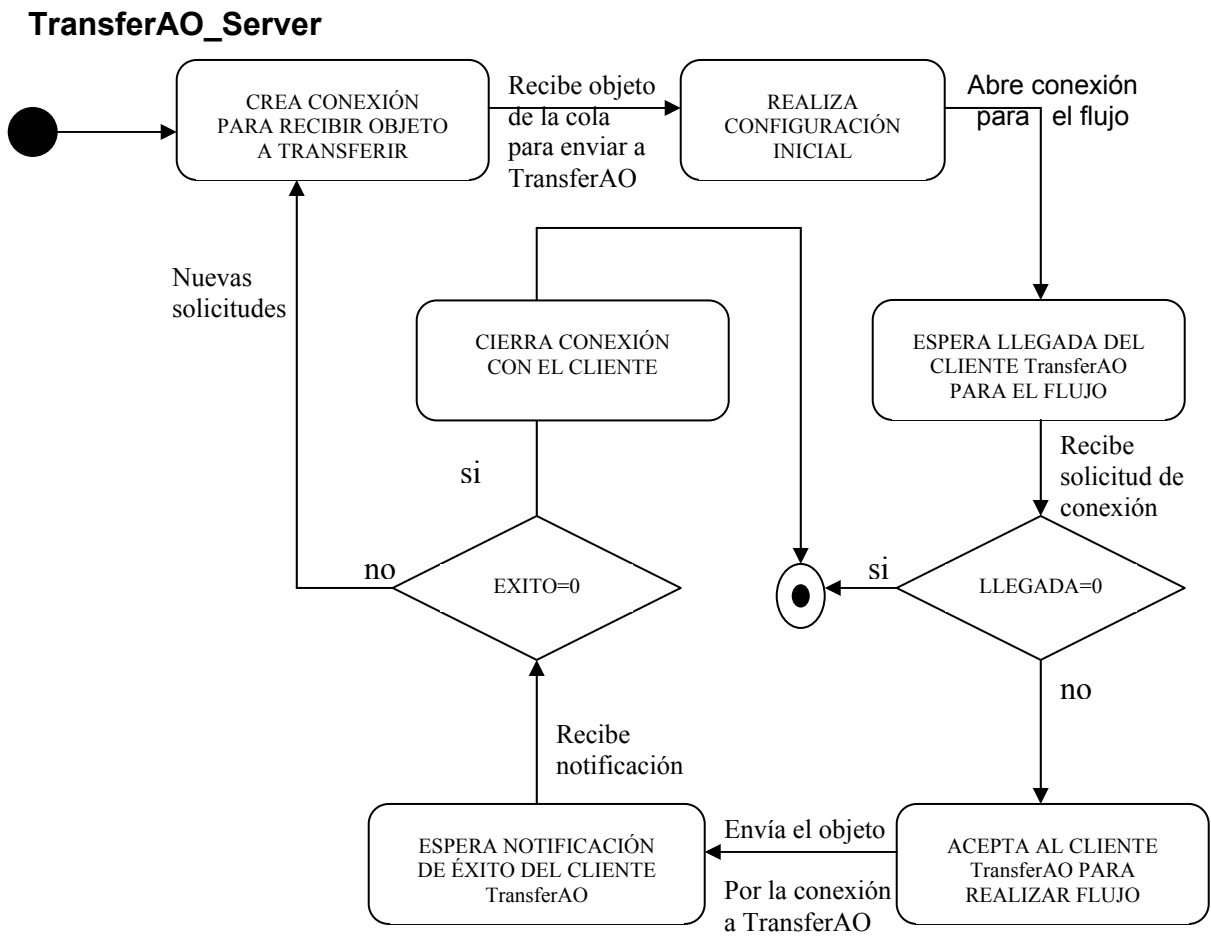 TransferAO_Server
CREA CONEXIÓN
PARA RECIBIR OBJETO
A TRANSFERIR
Recibe objeto
de la cola
para enviar a
TransferAO
REALIZA
CONFIGURACIÓN
INICIAL
Abre conexión
para el flujo
Nuevas
solicitudes
CIERRA CONEXIÓN
CON EL CLIENTE
ESPERA LLEGADA DEL
CLIENTE TransferAO
PARA EL FLUJO
Recibe
solicitud de
conexión
si
no
EXITO=0
si
LLEGADA=0
no
Recibe
notificación
ESPERA NOTIFICACIÓN
DE ÉXITO DEL CLIENTE
TransferAO
Envía el objeto
Por la conexión
a TransferAO
ACEPTA AL CLIENTE
TransferAO PARA
REALIZAR FLUJO